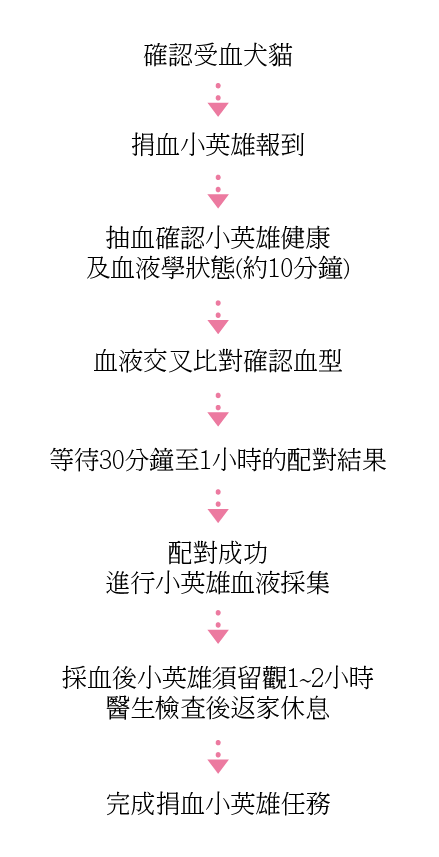 確認受血犬貓
捐血小英雄報到
抽血確認小英雄健康
及血液學狀態(約10分鐘)
血液交叉比對確認血型
等待30分鐘至1小時的配對結果
配對成功
進行小英雄血液採集
採血後小英雄須留觀1~2小時
醫生檢查後返家休息
完成捐血小英雄任務